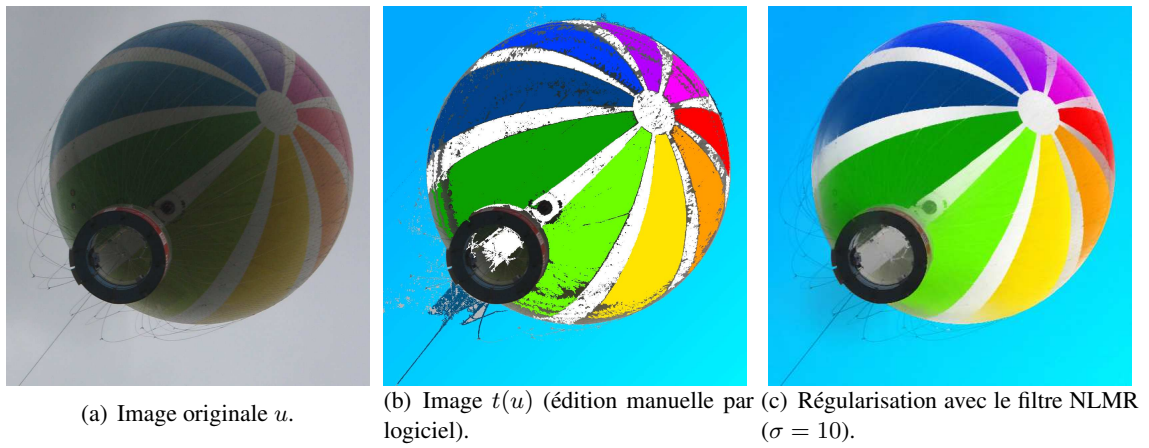 (a) Image originale u.
(b) Image t(u) (édition manuelle par
logiciel).
(c) Régularisation avec le filtre NLMR
(σ = 10).